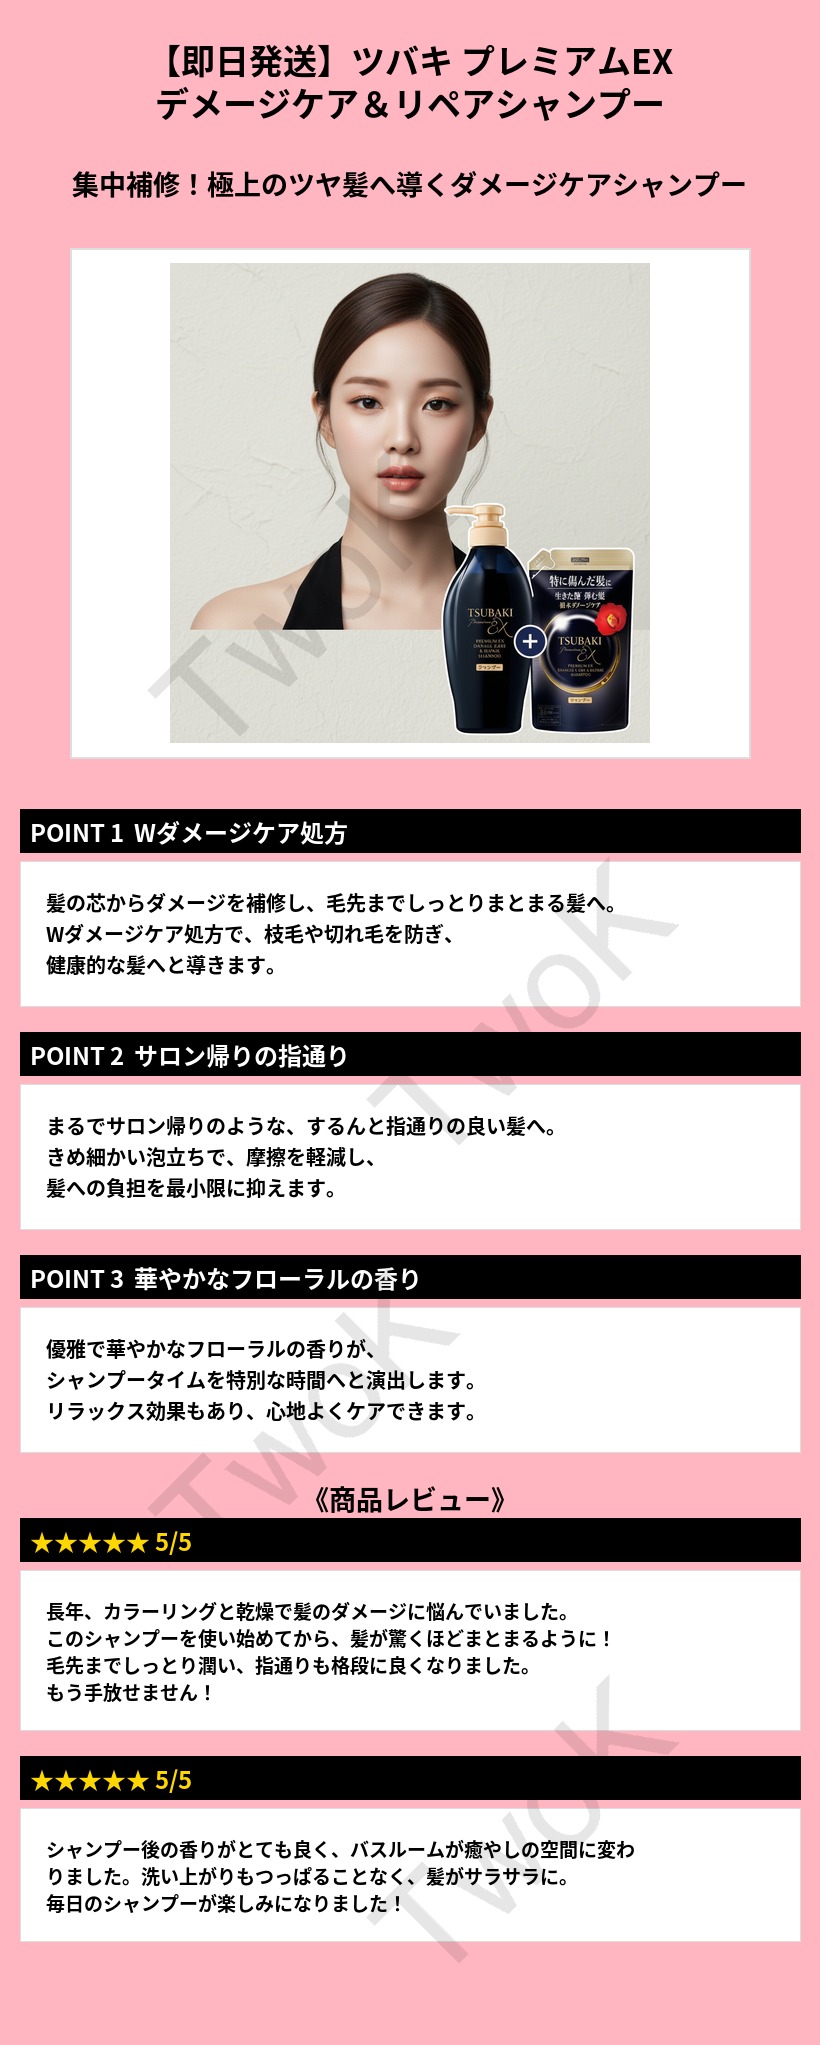 【即日発送】ツバキ プレミアムEX
デメージケア＆リペアシャンプー
集中補修！極上のツヤ髪へ導くダメージケアシャンプー
TwoK
TSUBAKI
Premium
EX
PREMIUM EX
DAMAGE CARE
& REPAIR
SHAMPOO
シャンプー
+
特に傷んだ髪に
TSUBAKI
Premium
EX
PREMIUM EX
SHAMPOO
シャンプー
POINT 1 Wダメージケア処方
髪の芯からダメージを補修し、毛先までしっとりまとまる髪へ。
Wダメージケア処方で、枝毛や切れ毛を防ぎ、
健康的な髪へと導きます。
TwoK
POINT 2 サロン帰りの指通り
まるでサロン帰りのような、するんと指通りの良い髪へ。
きめ細かい泡立ちで、摩擦を軽減し、
髪への負担を最小限に抑えます。
POINT 3 華やかなフローラルの香り
優雅で華やかなフローラルの香りが、
シャンプータイムを特別な時間へと演出します。
リラックス効果もあり、心地よくケアできます。
TwoK
《商品レビュー》
★★★★★ 5/5
長年、カラーリングと乾燥で髪のダメージに悩んでいました。
このシャンプーを使い始めてから、髪が驚くほどまとまるように！
毛先までしっとり潤い、指通りも格段に良くなりました。
もう手放せません！
★★★★★ 5/5
シャンプー後の香りがとても良く、バスルームが癒やしの空間に変わ
りました。洗い上がりもつっぱることなく、髪がサラサラに。
毎日のシャンプーが楽しみになりました！
TwoK